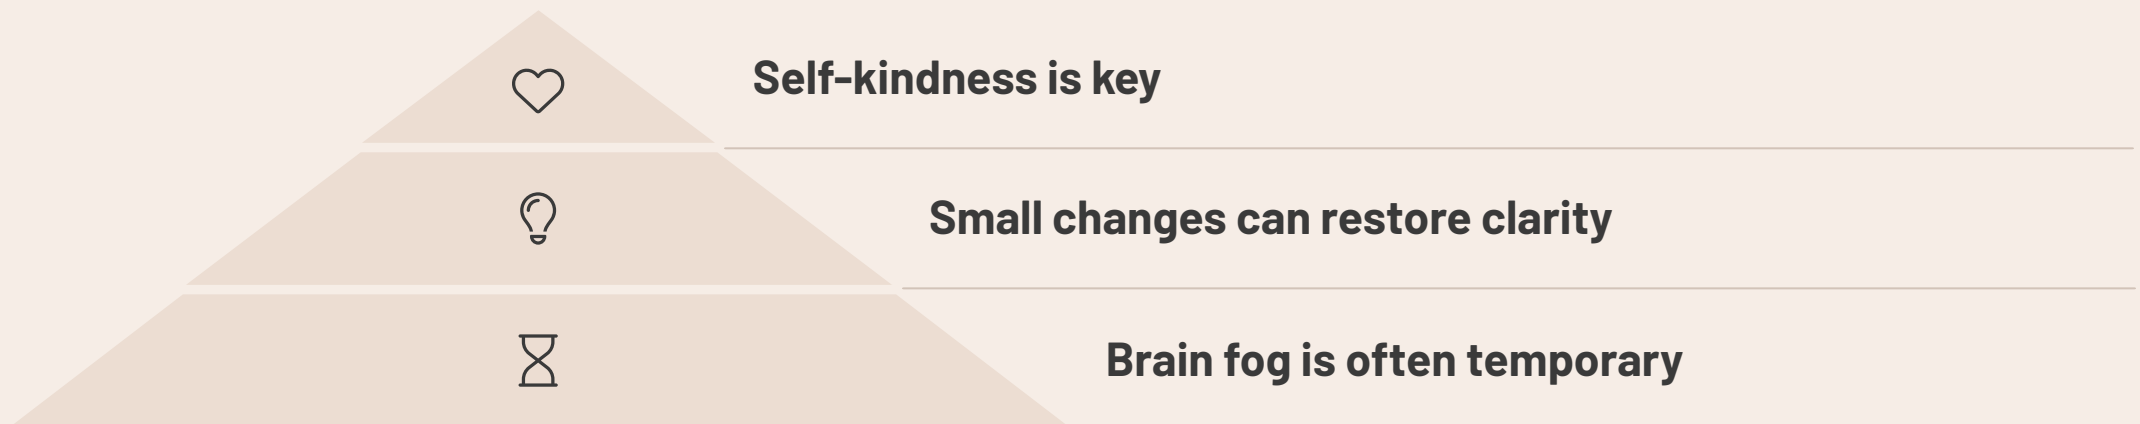 Self-kindness is key
Small changes can restore clarity
Brain fog is often temporary